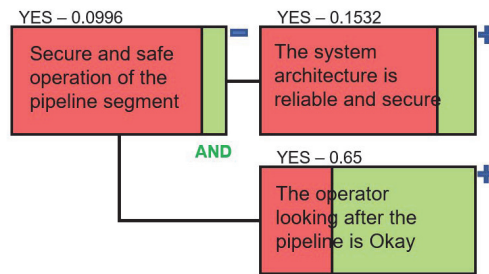 YES – 0.0996
Secure and safe
operation of the
pipeline segment
AND
YES – 0.1532
The system
architecture is
reliable and secure
YES – 0.65
The operator
looking after the
pipeline is Okay